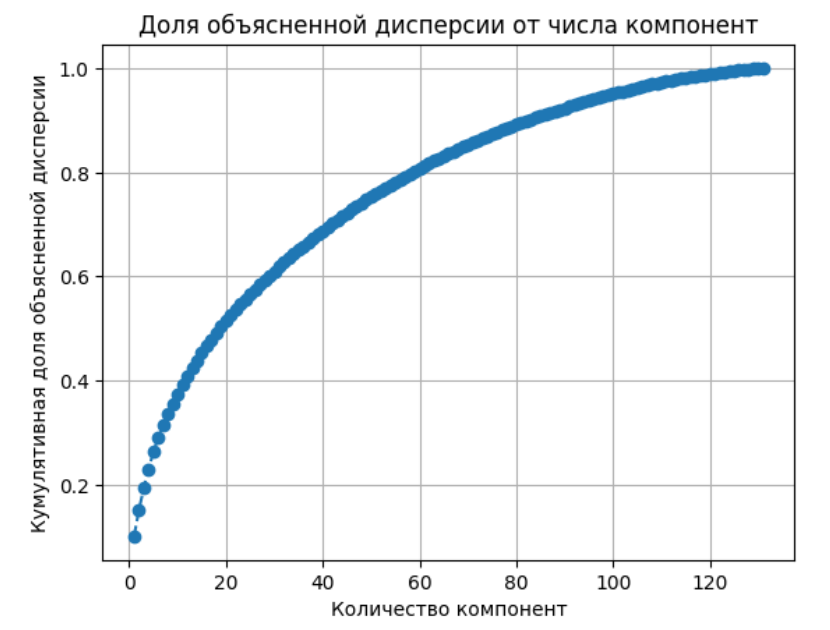 Доля объясненной дисперсии от числа компонент
Кумулятивная доля объясненной дисперсии
1.0
0.8
0.6
0.4
0.2
0 20 40 60 80 100 120
Количество компонент